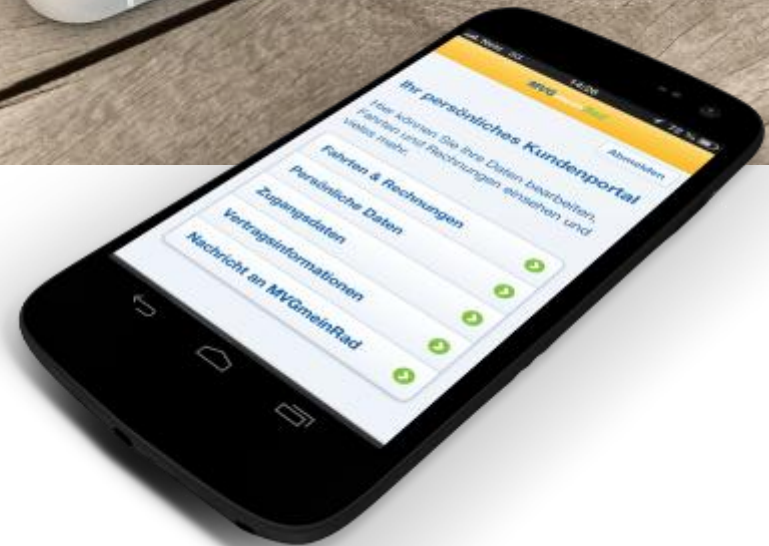 14:26
MVGmeinRad
Abmelden
Ihr persönliches Kundenportal
Hier können Sie Ihre Daten bearbeiten,
Fahrten und Rechnungen einsehen und
vieles mehr.
Fahrten & Rechnungen
Persönliche Daten
Zugangsdaten
Vertragsinformationen
Nachricht an MVGmeinRad